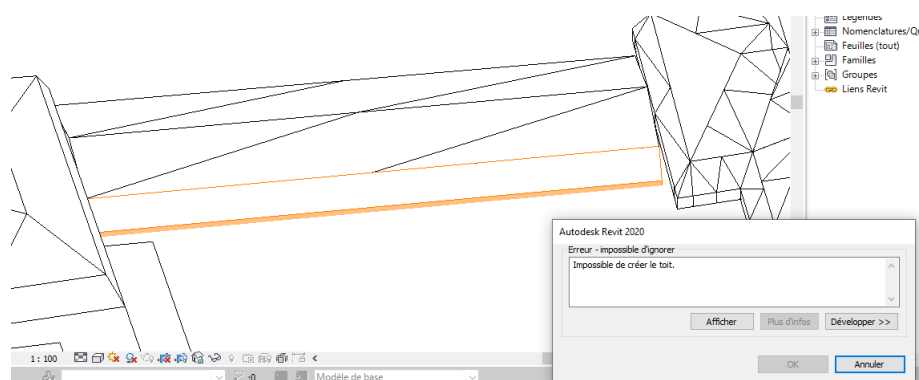 Légendes
Nomenclatures/Qu
Feuilles (tout)
Familles
Groupes
Liens Revit
Autodesk Revit 2020
Erreur - impossible d'ignorer
Impossible de créer le toit.
Afficher
Plus d'infos
Développer >>
OK
Annuler
1 : 100
:0
Modèle de base